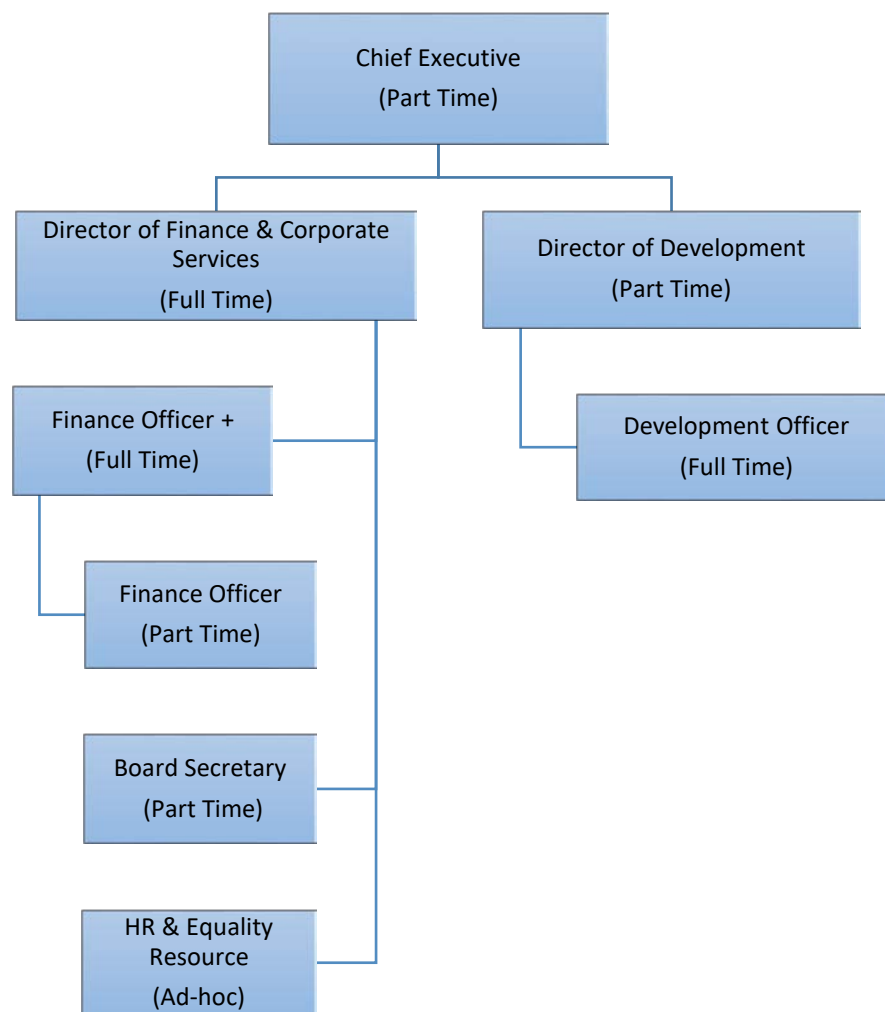 Chief Executive
(Part Time)
Director of Finance & Corporate
Services
(Full Time)
Director of Development
(Part Time)
Finance Officer +
(Full Time)
Development Officer
(Full Time)
Finance Officer
(Part Time)
Board Secretary
(Part Time)
HR & Equality
Resource
(Ad-hoc)